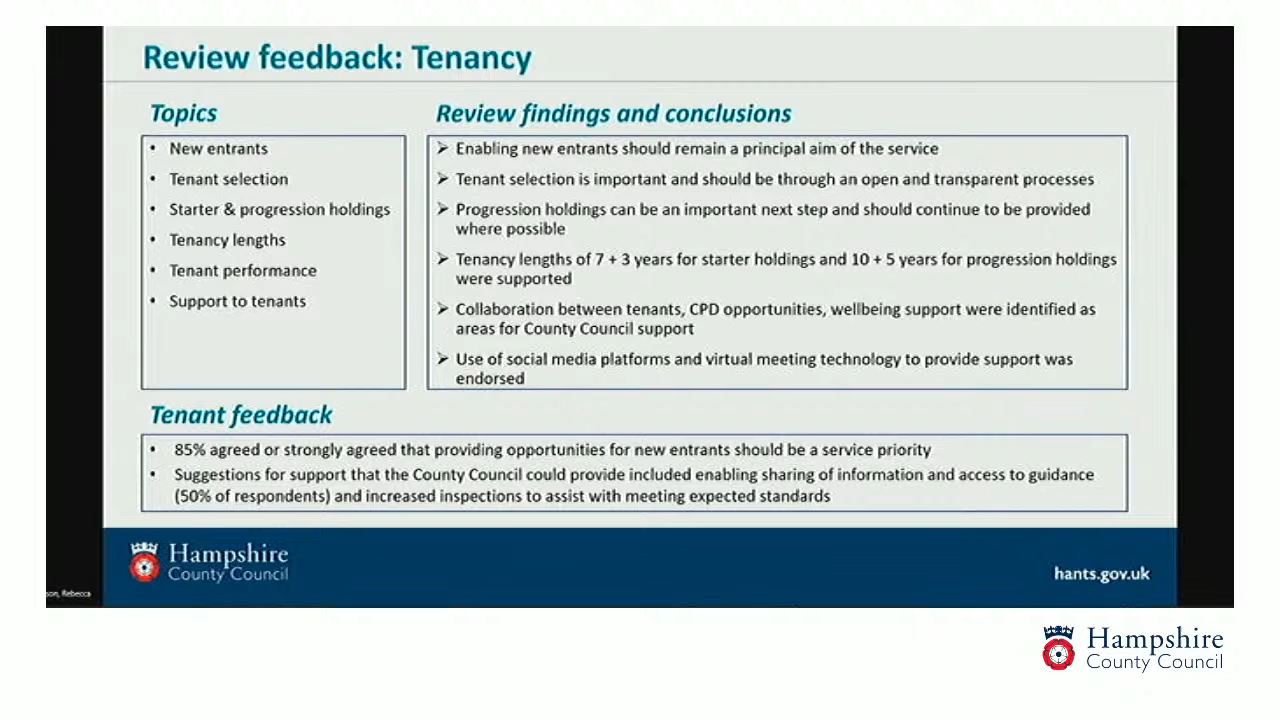 Review feedback: Tenancy
Topics
• New entrants
• Tenant selection
• Starter & progression holdings
• Tenancy lengths
• Tenant performance
• Support to tenants
Review findings and conclusions
➢ Enabling new entrants should remain a principal aim of the service
➢ Tenant selection is important and should be through an open and transparent processes
➢ Progression holdings can be an important next step and should continue to be provided
where possible
➢ Tenancy lengths of 7 + 3 years for starter holdings and 10 + 5 years for progression holdings
were supported
➢ Collaboration between tenants, CPD opportunities, wellbeing support were identified as
areas for County Council support
➢ Use of social media platforms and virtual meeting technology to provide support was
endorsed
Tenant feedback
• 85% agreed or strongly agreed that providing opportunities for new entrants should be a service priority
• Suggestions for support that the County Council could provide included enabling sharing of information and access to guidance
(50% of respondents) and increased inspections to assist with meeting expected standards
Hampshire
County Council
hants.gov.uk
son, Rebecca
Hampshire
County Council